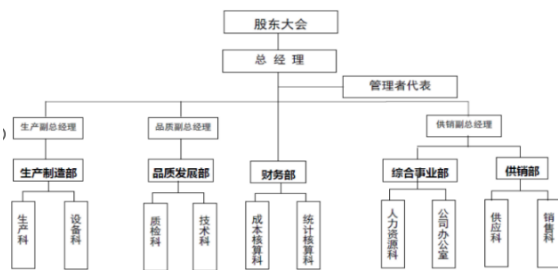 股东大会
总经理
管理者代表
生产副总经理
品质副总经理
供销副总经理
)
生产制造部
品质发展部
财务部
综合事业部
供销部
生产科
设备科
质检科
技术科
成本核算科
统计核算科
人力资源科
公司办公室
供应科
销售科